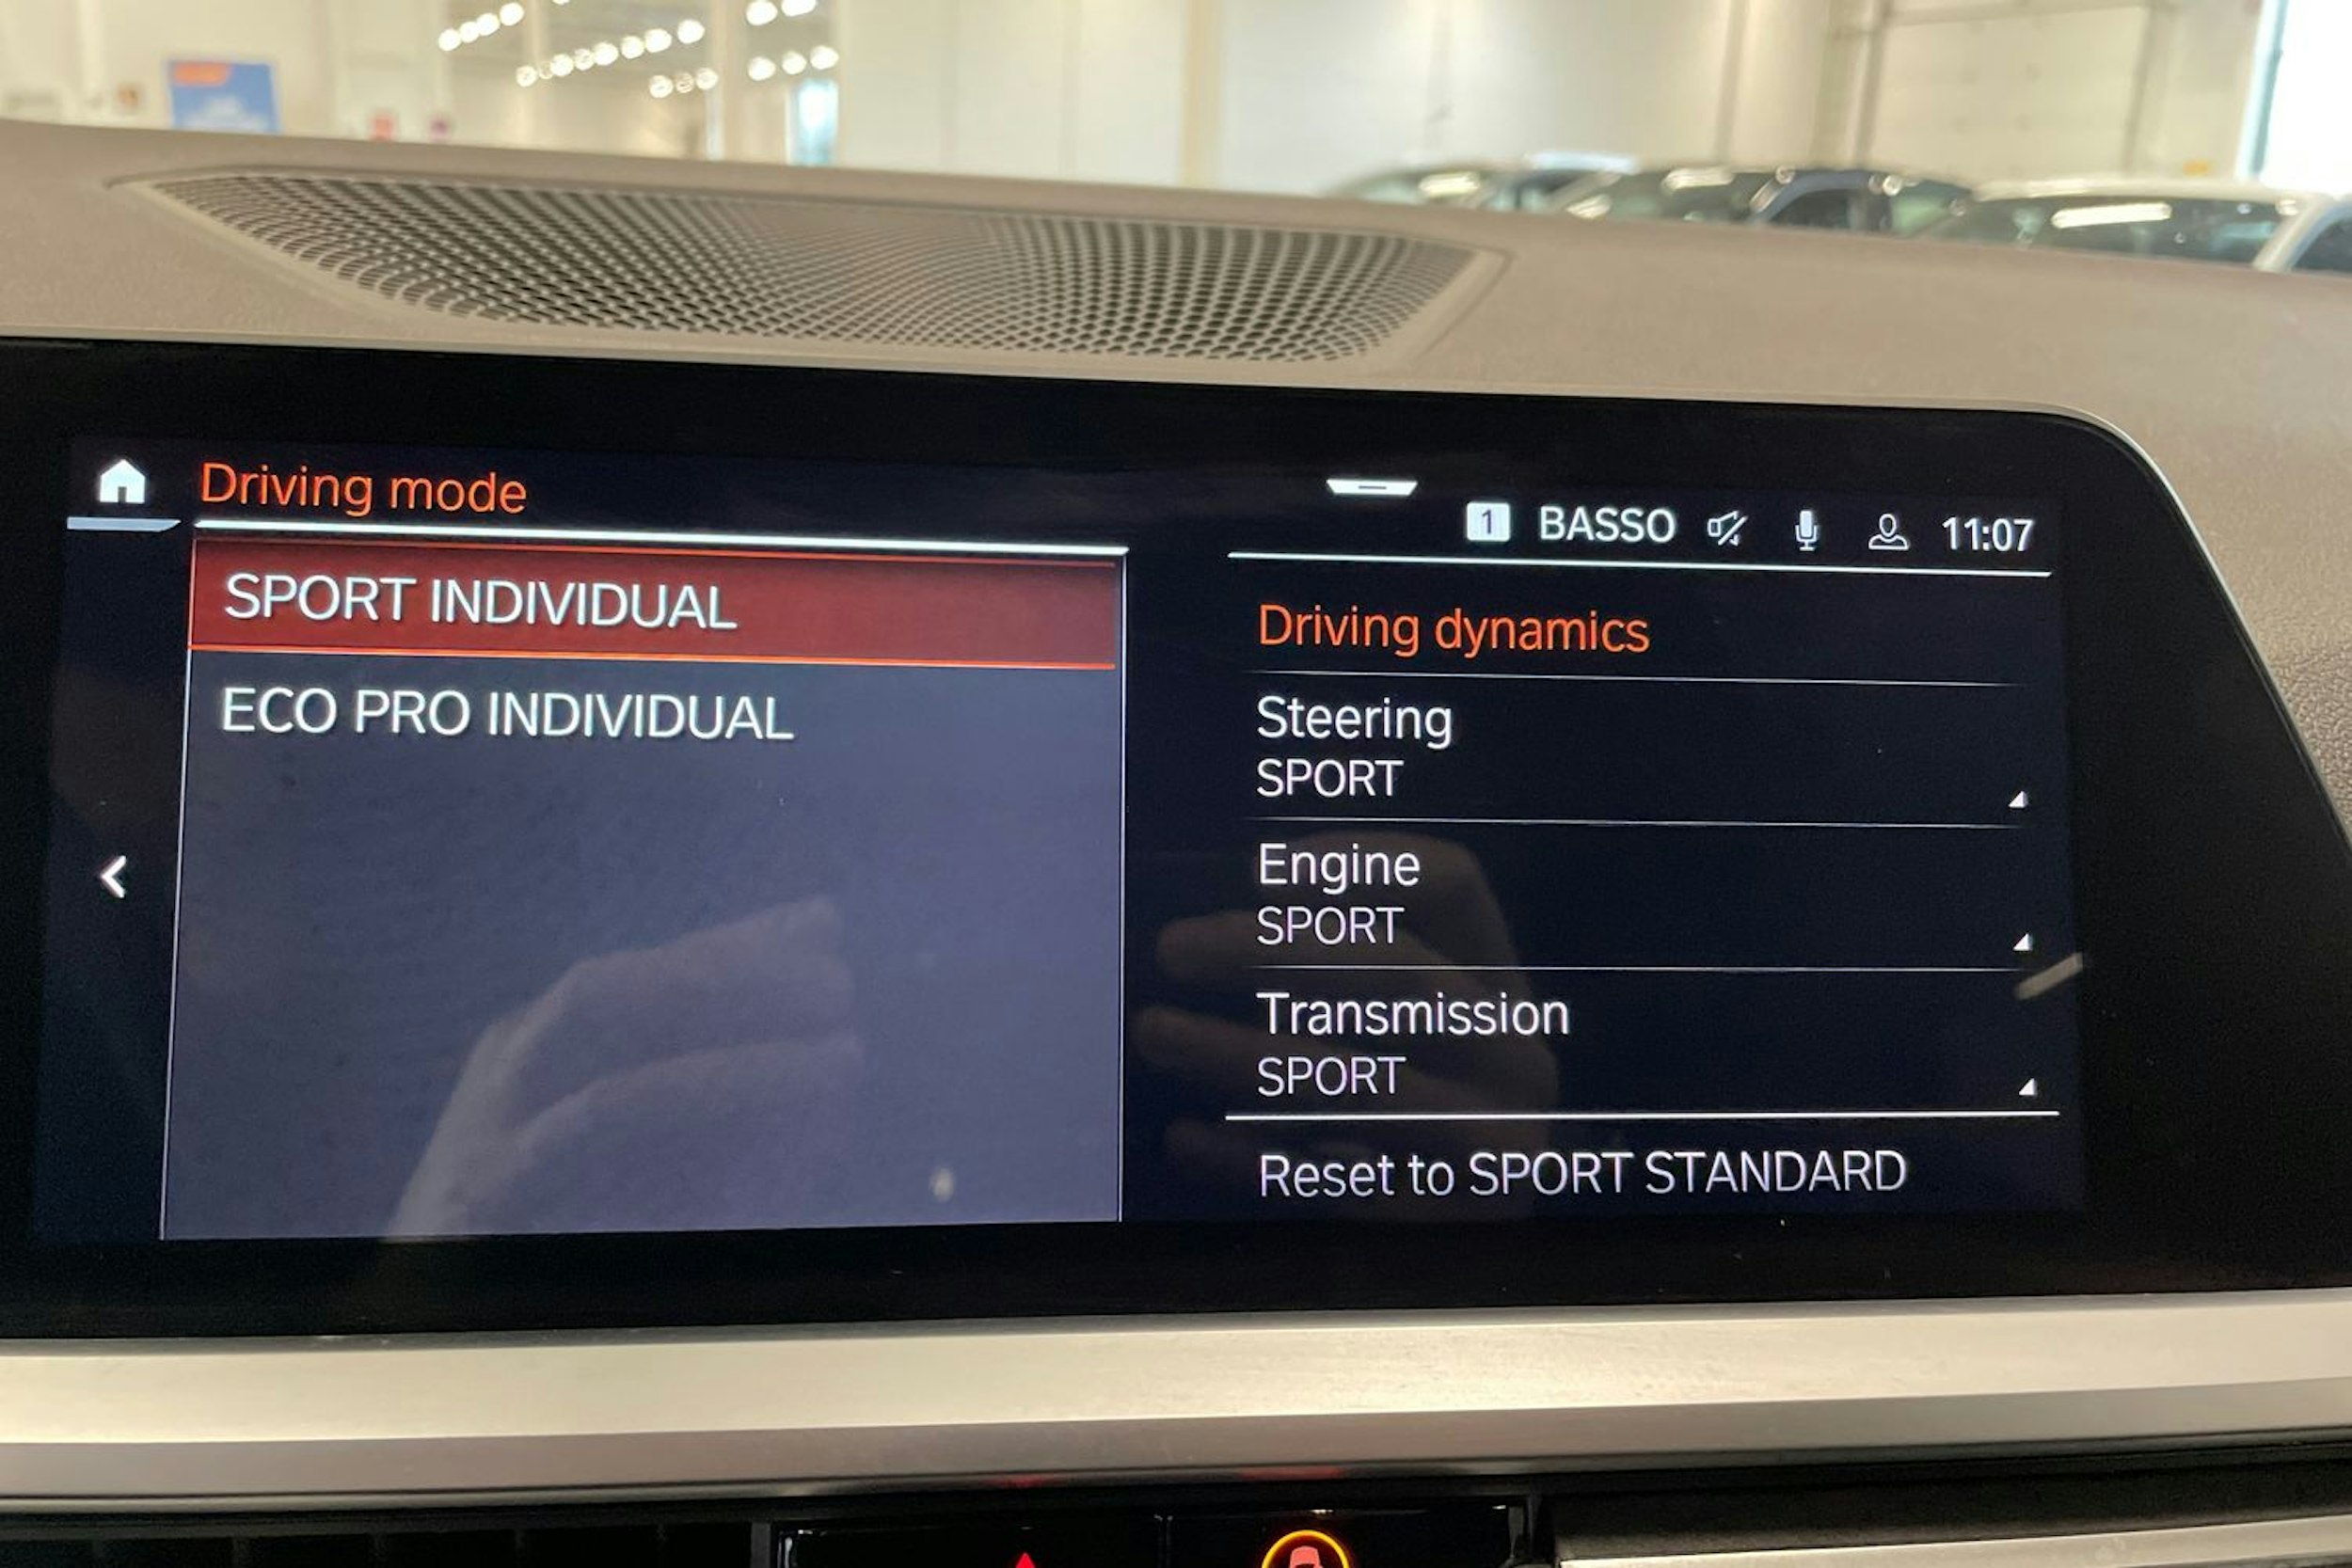 Driving mode
1 BASSO 11:07
SPORT INDIVIDUAL
ECO PRO INDIVIDUAL
Driving dynamics
Steering
SPORT
Engine
SPORT
Transmission
SPORT
Reset to SPORT STANDARD